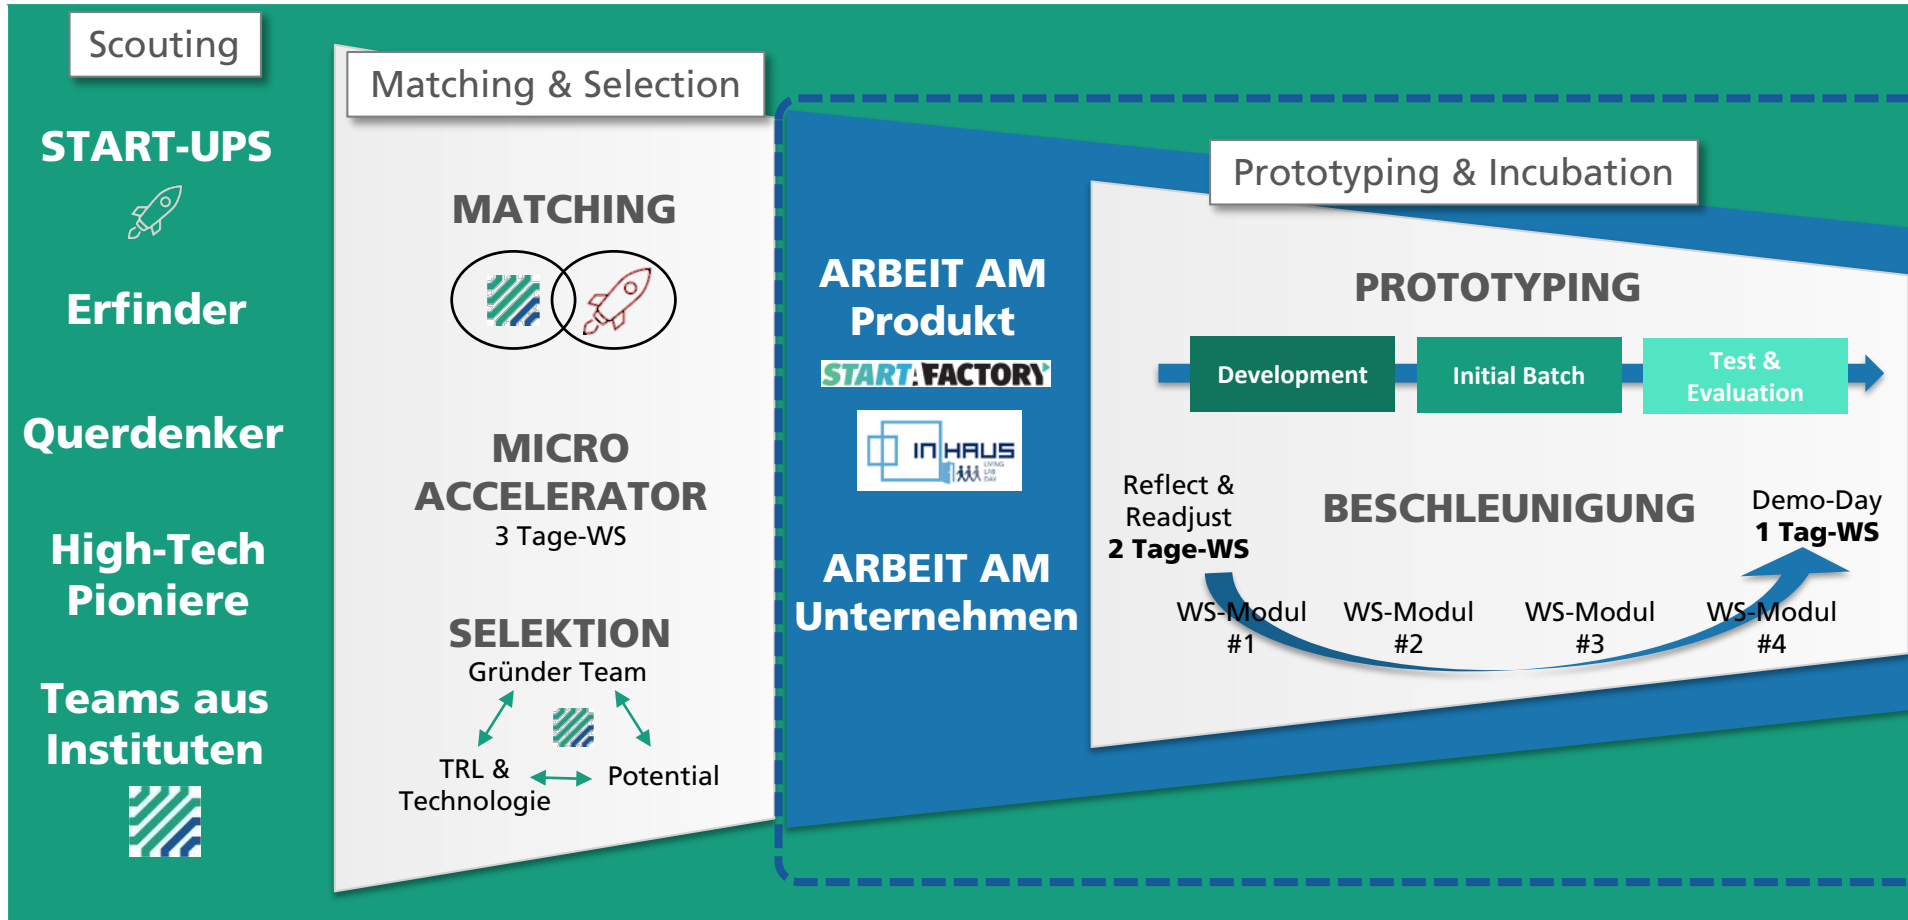 Scouting
START-UPS
Erfinder
Querdenker
High-Tech
Pioniere
Teams aus
Instituten
Matching & Selection
MATCHING
MICRO
ACCELERATOR
3 Tage-WS
SELEKTION
Gründer Team
TRL &
Technologie
Potential
ARBEIT AM
Produkt
START.FACTORY
INHAUS
LIVING
LAB
DAY
ARBEIT AM
Unternehmen
Prototyping & Incubation
PROTOTYPING
Development
Initial Batch
Test &
Evaluation
Reflect &
Readjust
2 Tage-WS
BESCHLEUNIGUNG
Demo-Day
1 Tag-WS
WS-Modul
#1
WS-Modul
#2
WS-Modul
#3
WS-Modul
#4